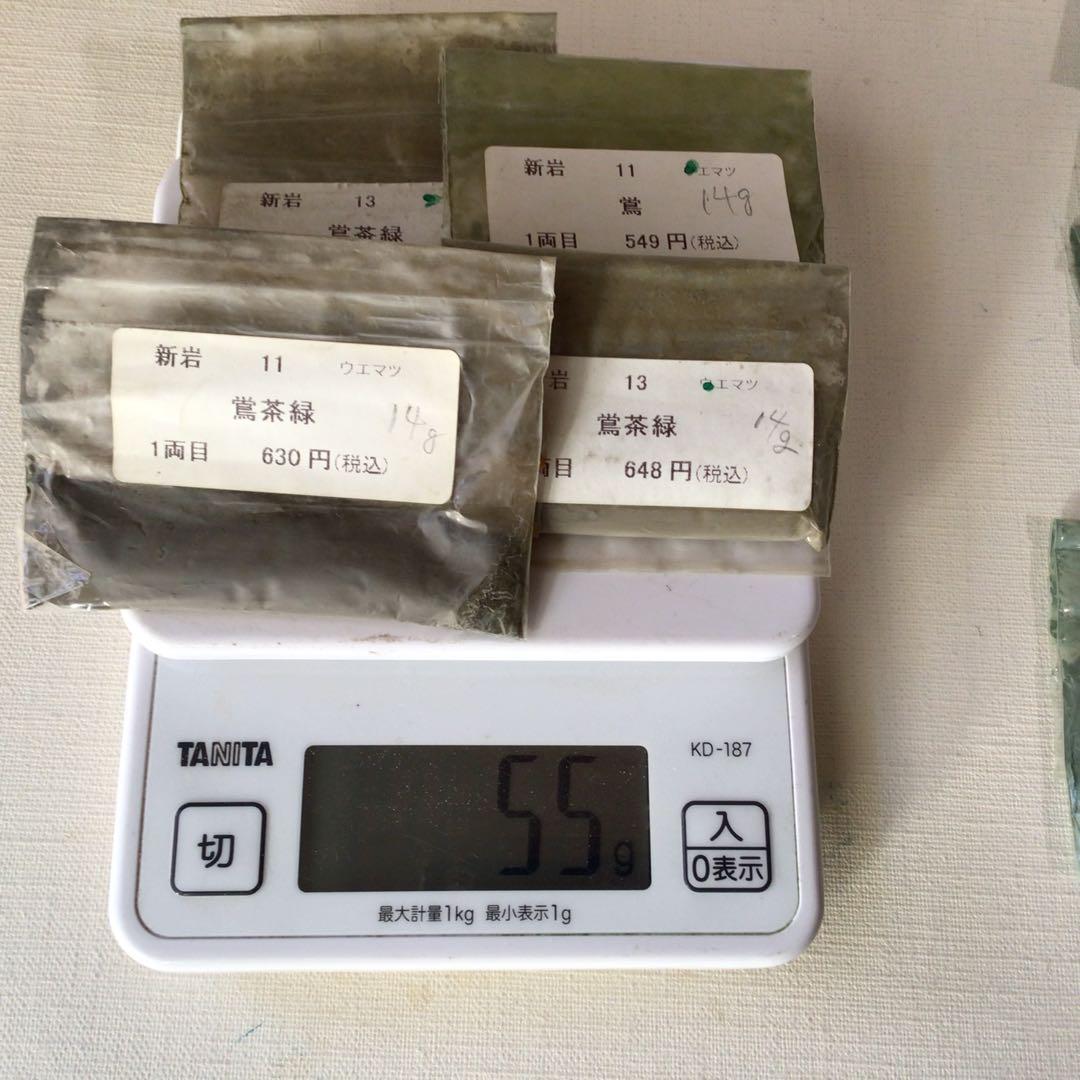 新岩 13
鶯茶緑
新岩 11 ウエマツ
鶯 14g
1両目 549円(税込)
新岩 11 ウエマツ
鶯茶緑 14g
1両目 630円(税込)
岩 13 ウエマツ
鶯茶緑 14g
両目 648円(税込)
TANITA
KD-187
切
55g
入
0表示
最大計量1kg 最小表示1g